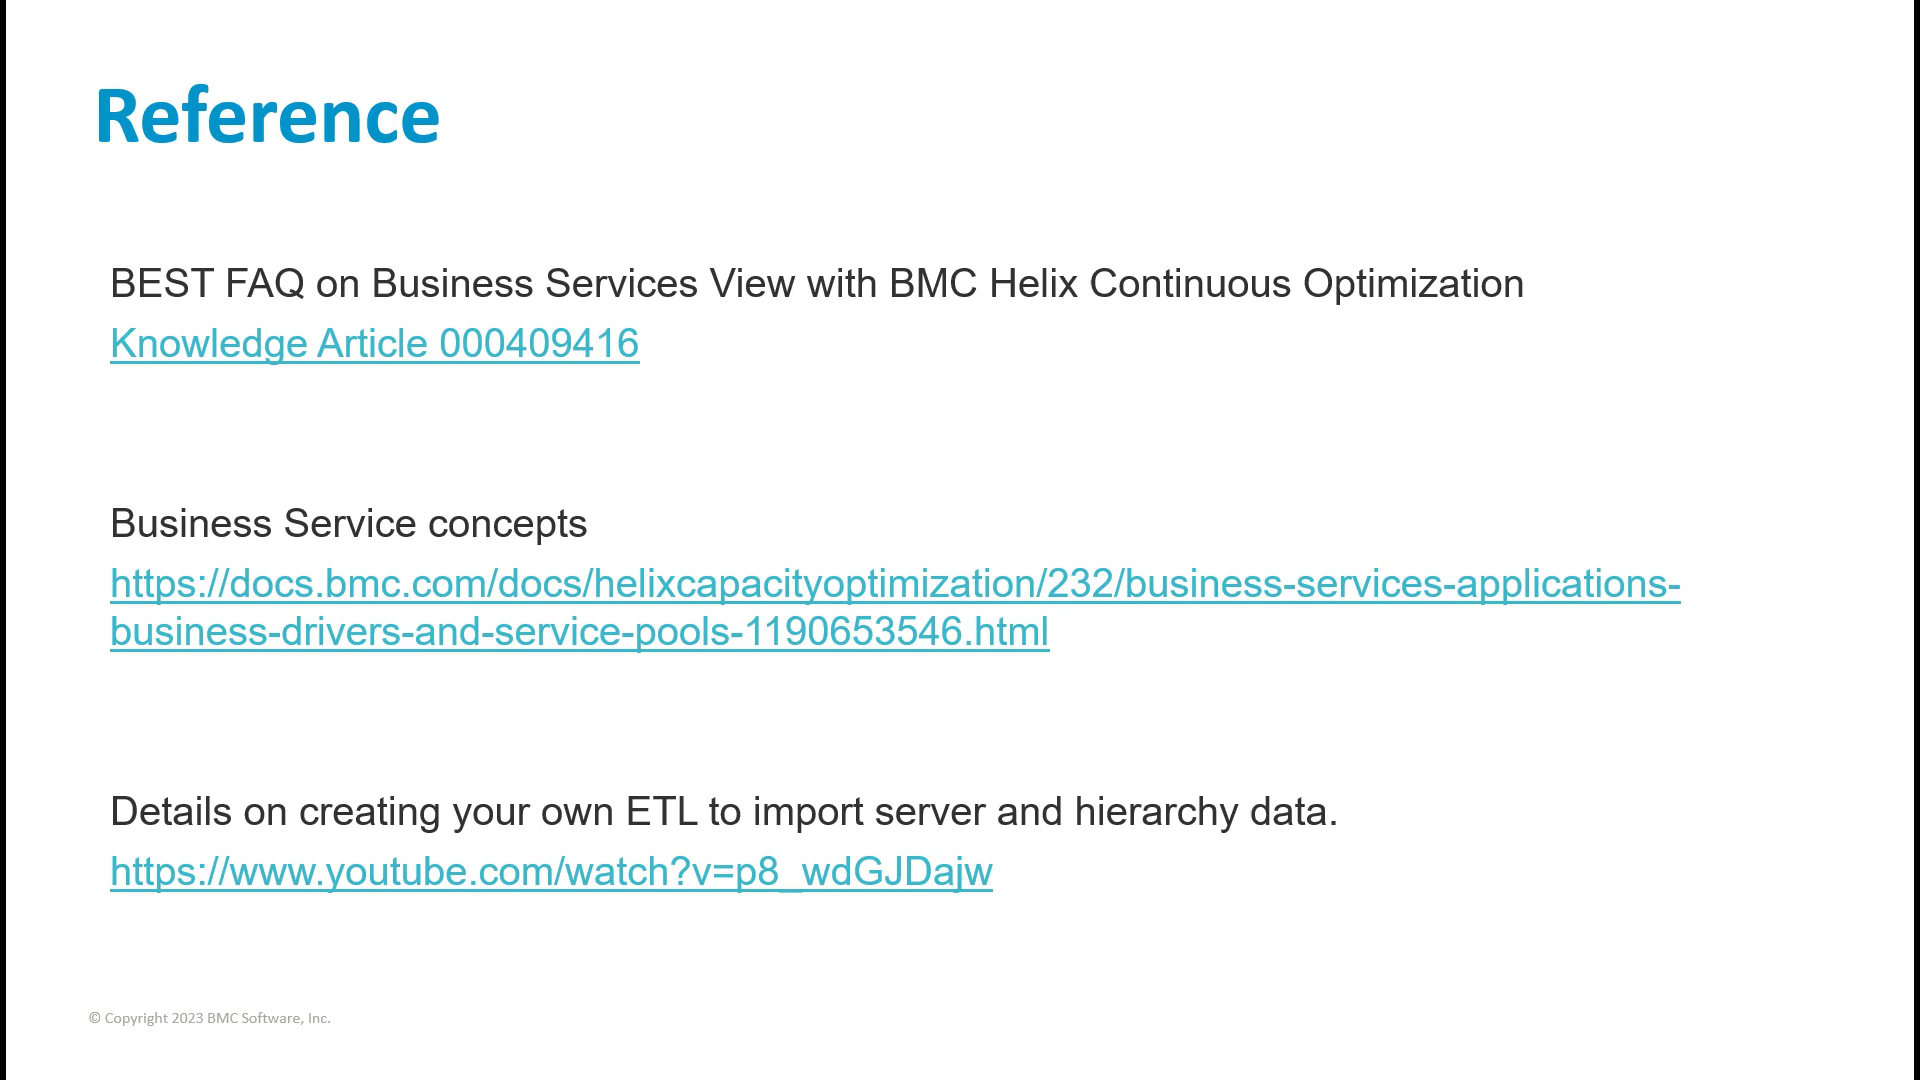 Reference
BEST FAQ on Business Services View with BMC Helix Continuous Optimization
Knowledge Article 000409416
Business Service concepts
https://docs.bmc.com/docs/helixcapacityoptimization/232/business-services-applications-
business-drivers-and-service-pools-1190653546.html
Details on creating your own ETL to import server and hierarchy data.
https://www.youtube.com/watch?v=p8_wdGJDajw
© Copyright 2023 BMC Software, Inc.